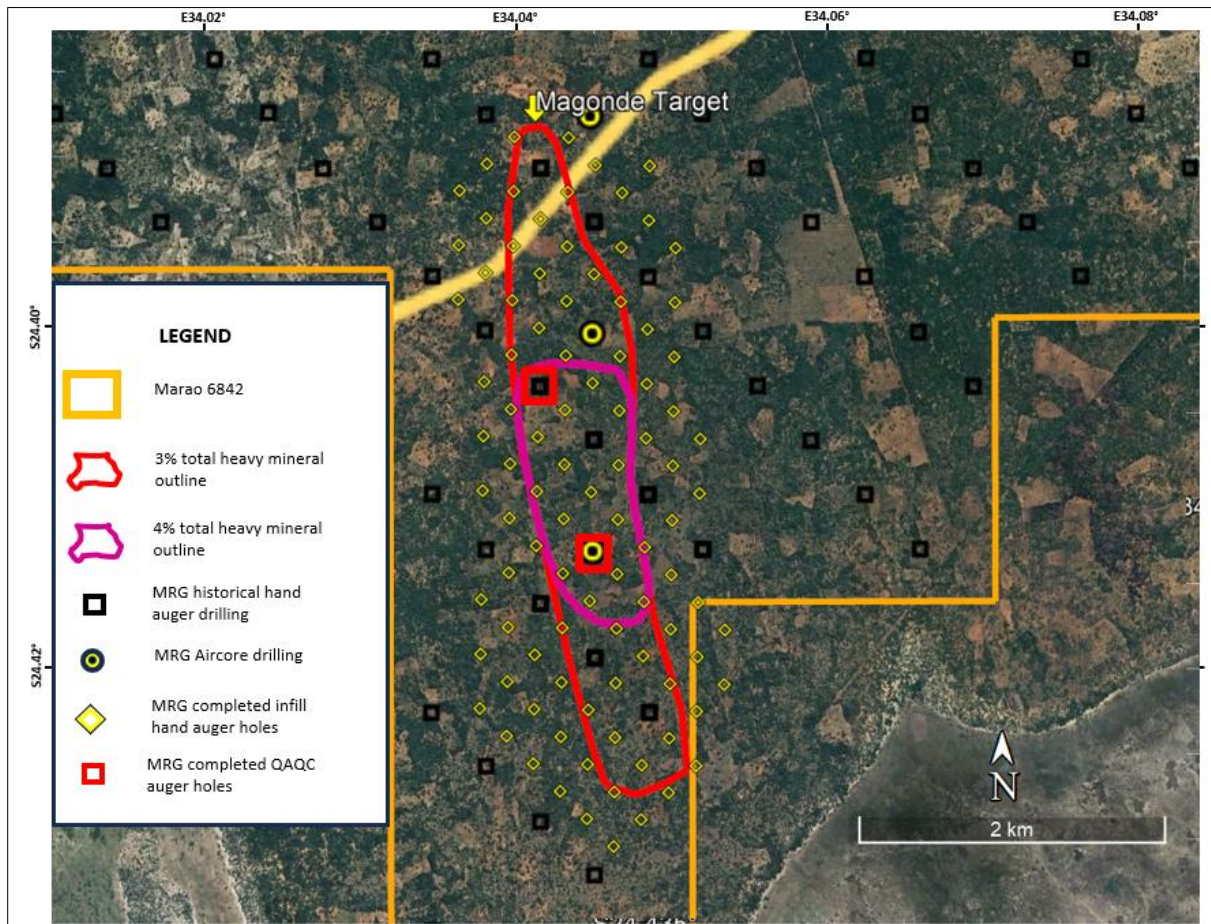 E34.02° E34.04° E34.06° E34.08°
Magonde Target
S24.40°
S24.42°
LEGEND
Marao 6842
3% total heavy mineral
outline
4% total heavy mineral
outline
MRG historical hand
auger drilling
MRG Aircore drilling
MRG completed infill
hand auger holes
MRG completed QAQC
auger holes
N
2 km